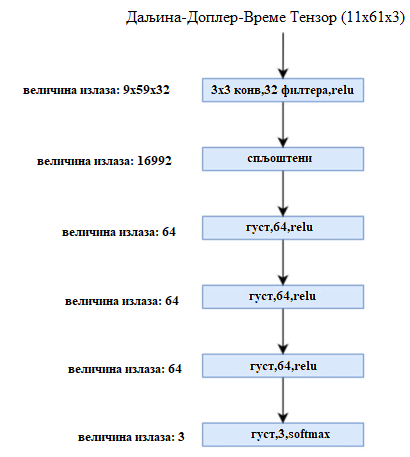 Даљина-Доплер-Време Тензор (11x61x3)
величина излаза: 9x59x32
3x3 конв,32 филтера,relu
величина излаза: 16992
спљоштени
величина излаза: 64
густ,64,relu
величина излаза: 64
густ,64,relu
величина излаза: 64
густ,64,relu
величина излаза: 3
густ,3,softmax